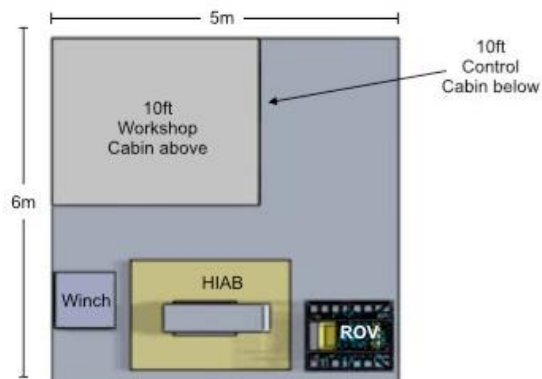 5m
10ft
Control
Cabin below
10ft
Workshop
Cabin above
6m
HIAB
Winch
ROV